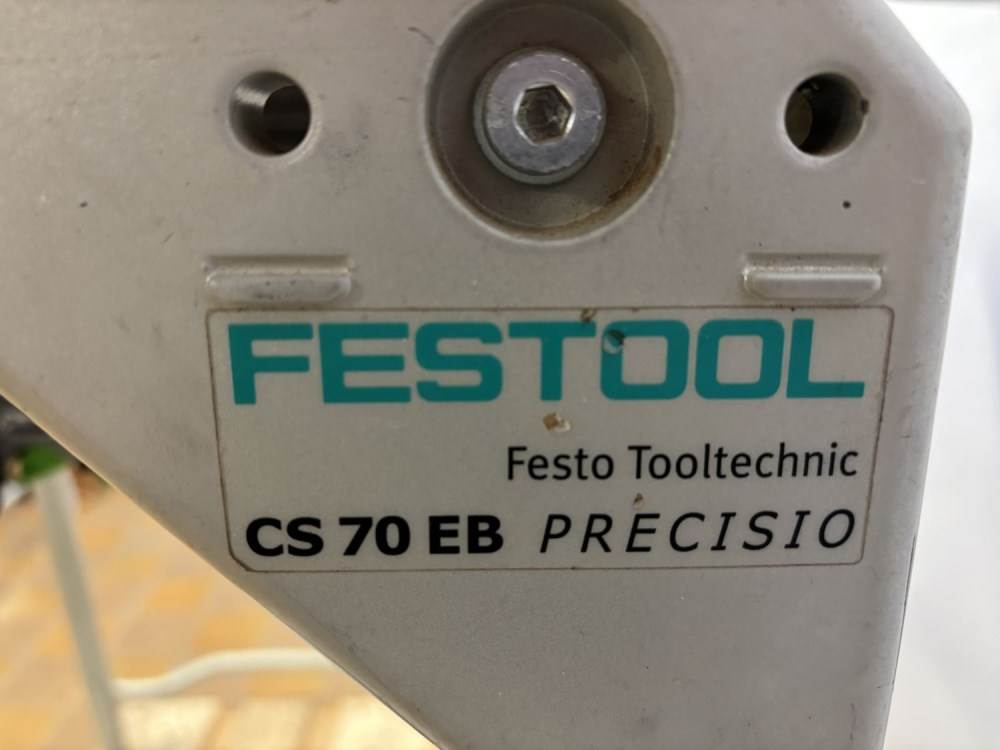 FESTOOL
Festo Tooltechnic
CS 70 EB PRECISIO